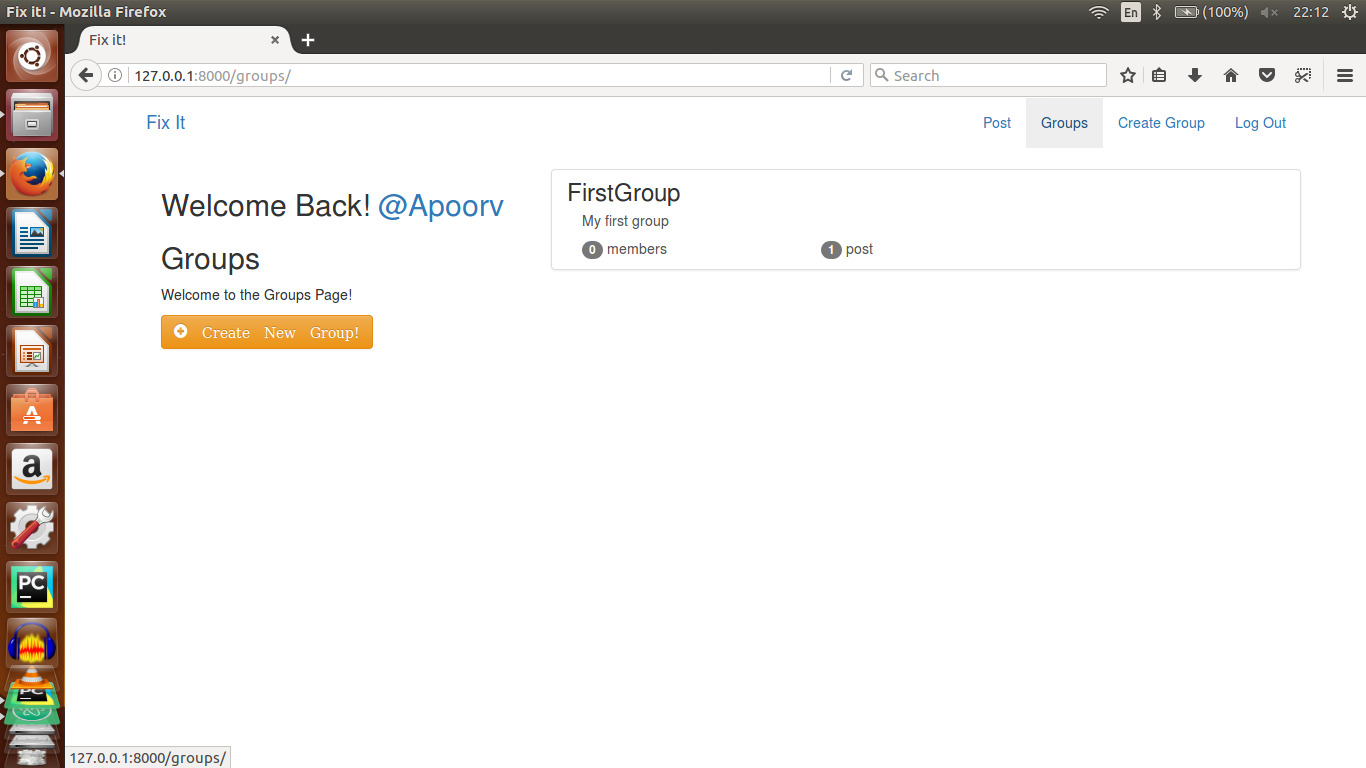 Fix it! - Mozilla Firefox
En
(100%)
22:12
Fix it!
127.0.0.1:8000/groups/
Search
Fix It
Post
Groups
Create Group
Log Out
Welcome Back! @Apoorv
Groups
Welcome to the Groups Page!
Create New Group!
FirstGroup
My first group
0 members
1 post
A
a
PC
PC
127.0.0.1:8000/groups/